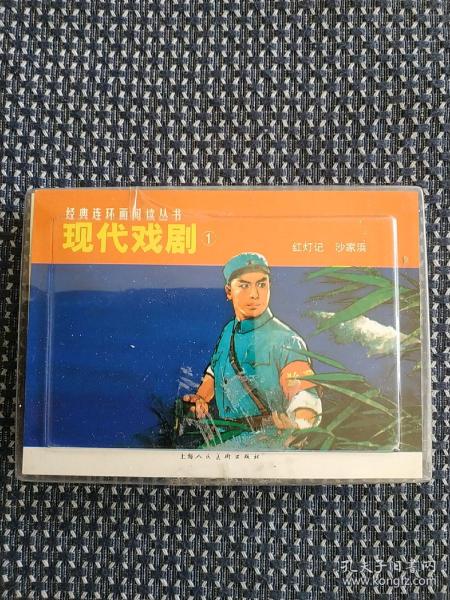 经典连环画阅读丛书
现代戏剧 1
红灯记 沙家浜
上海人民美术出版社
孔夫子旧书网
www.kongfz.com